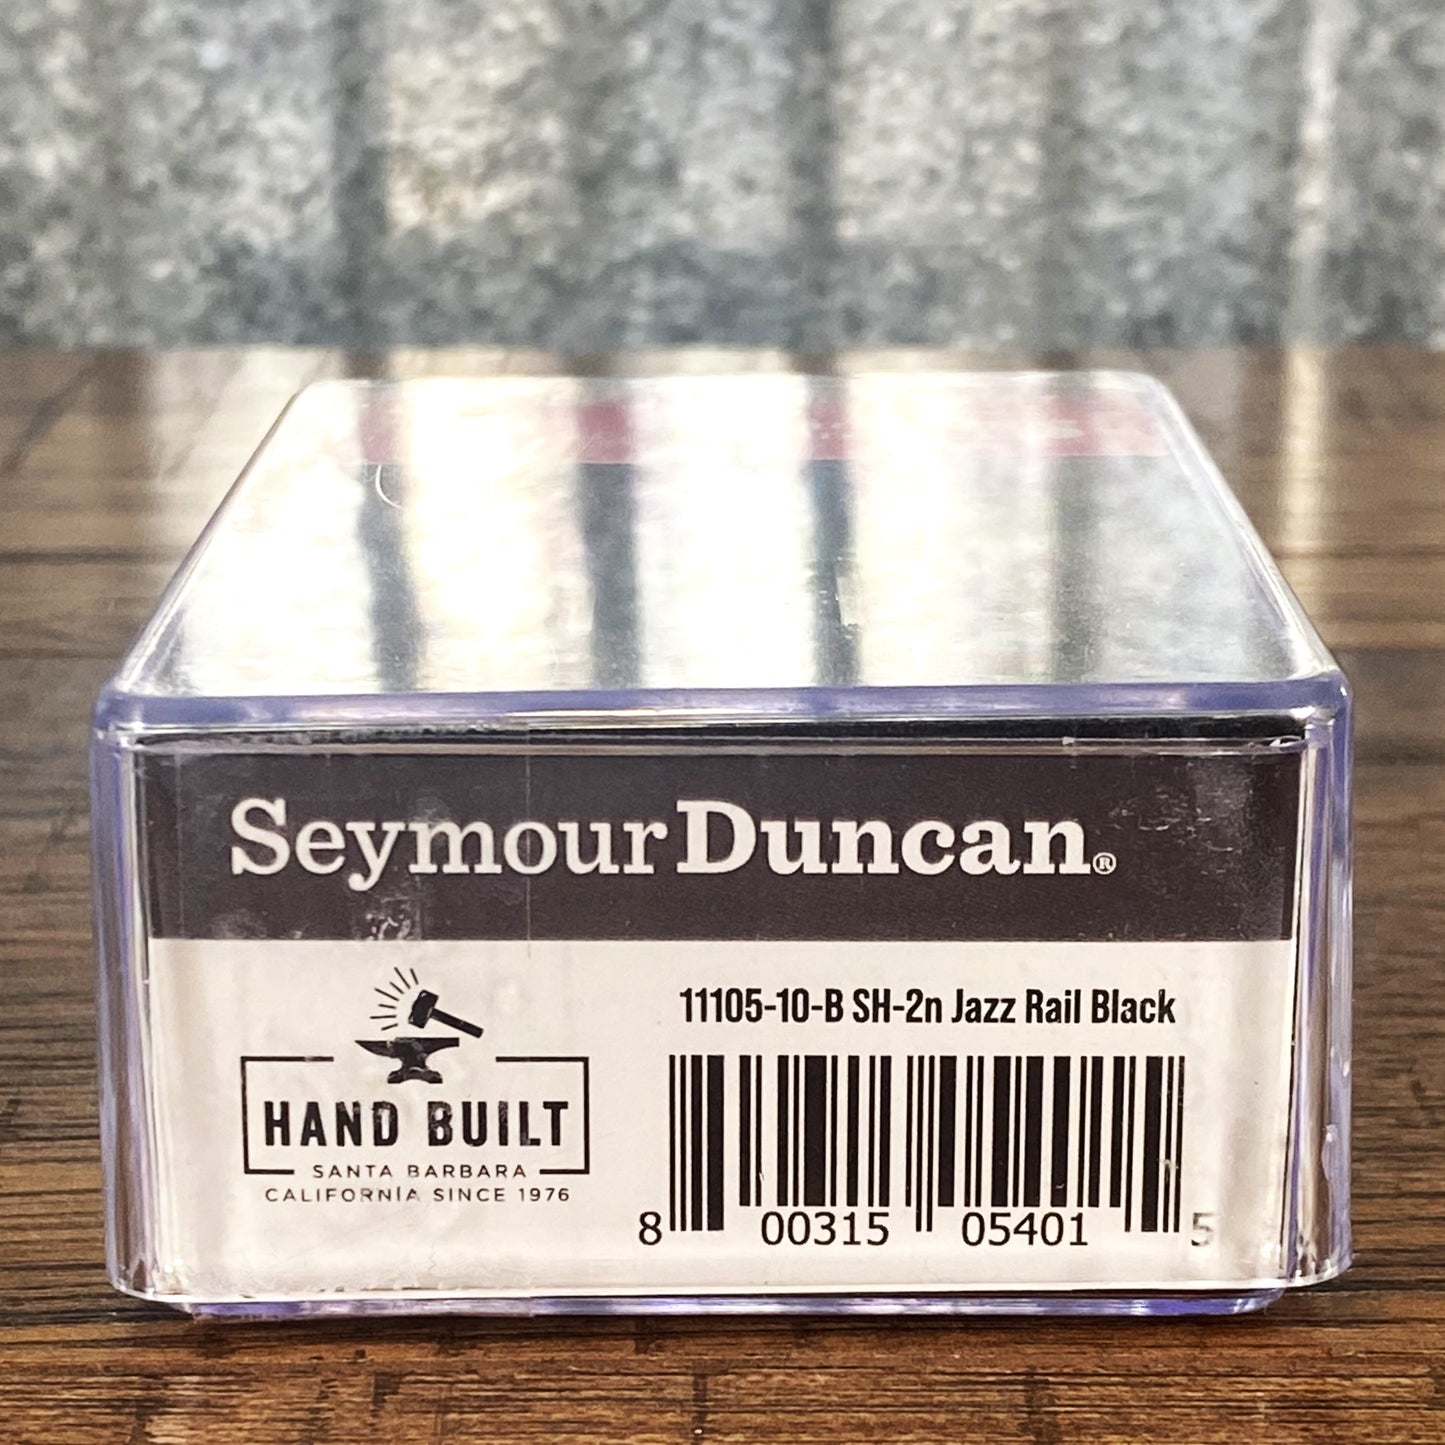 SeymourDuncan®
HAND BUILT
SANTA BARBARA
CALIFORNIA SINCE 1976
11105-10-B SH-2n Jazz Rail Black
8 00315 05401 5